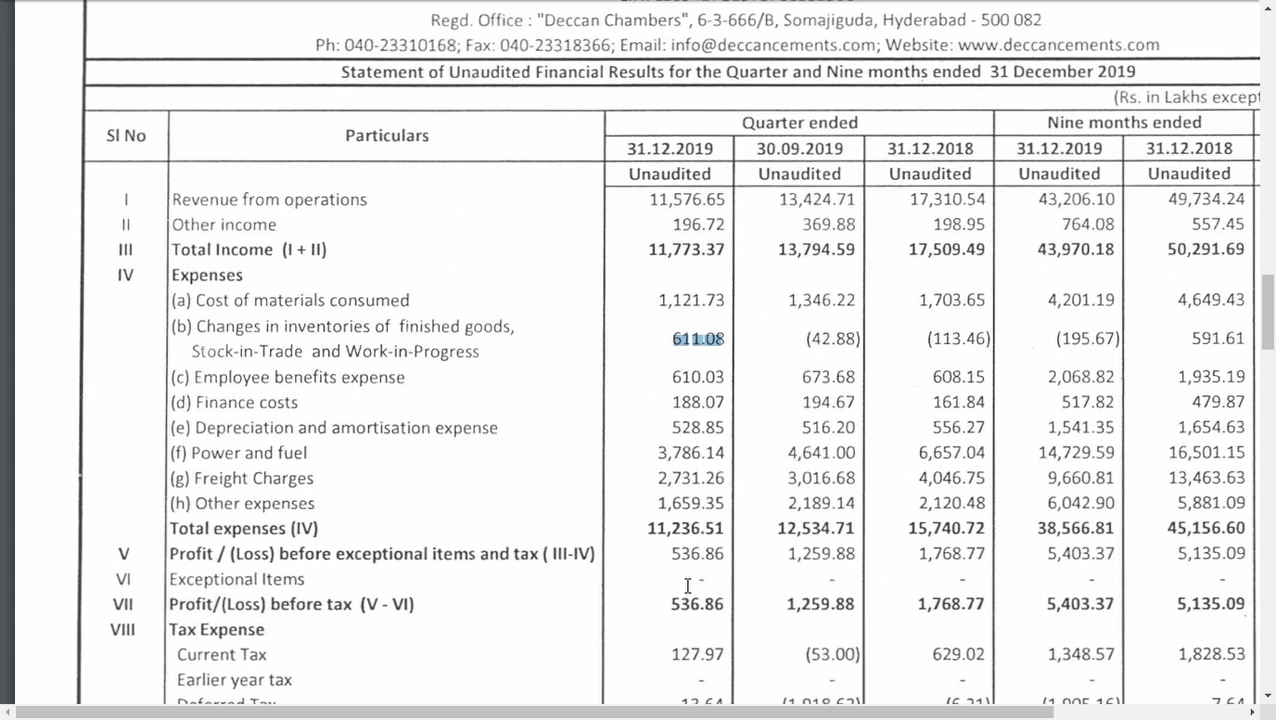 Regd. Office : "Deccan Chambers", 6-3-666/B, Somajiguda, Hyderabad - 500 082
Ph: 040-23310168; Fax: 040-23318366; Email: info@deccancements.com; Website: www.deccancements.com
Statement of Unaudited Financial Results for the Quarter and Nine months ended 31 December 2019
(Rs. in Lakhs except
Sl No Particulars Quarter ended Nine months ended
31.12.2019 30.09.2019 31.12.2018 31.12.2019 31.12.2018
Unaudited Unaudited Unaudited Unaudited Unaudited
I Revenue from operations 11,576.65 13,424.71 17,310.54 43,206.10 49,734.24
II Other income 196.72 369.88 198.95 764.08 557.45
III Total Income (I + II) 11,773.37 13,794.59 17,509.49 43,970.18 50,291.69
IV Expenses
(a) Cost of materials consumed 1,121.73 1,346.22 1,703.65 4,201.19 4,649.43
(b) Changes in inventories of finished goods,
Stock-in-Trade and Work-in-Progress 611.08 (42.88) (113.46) (195.67) 591.61
(c) Employee benefits expense 610.03 673.68 608.15 2,068.82 1,935.19
(d) Finance costs 188.07 194.67 161.84 517.82 479.87
(e) Depreciation and amortisation expense 528.85 516.20 556.27 1,541.35 1,654.63
(f) Power and fuel 3,786.14 4,641.00 6,657.04 14,729.59 16,501.15
(g) Freight Charges 2,731.26 3,016.68 4,046.75 9,660.81 13,463.63
(h) Other expenses 1,659.35 2,189.14 2,120.48 6,042.90 5,881.09
Total expenses (IV) 11,236.51 12,534.71 15,740.72 38,566.81 45,156.60
V Profit / (Loss) before exceptional items and tax ( III-IV) 536.86 1,259.88 1,768.77 5,403.37 5,135.09
VI Exceptional Items - - - - -
VII Profit/(Loss) before tax (V - VI) 536.86 1,259.88 1,768.77 5,403.37 5,135.09
VIII Tax Expense
Current Tax 127.97 (53.00) 629.02 1,348.57 1,828.53
Earlier year tax - - - - -
Deferred Tax